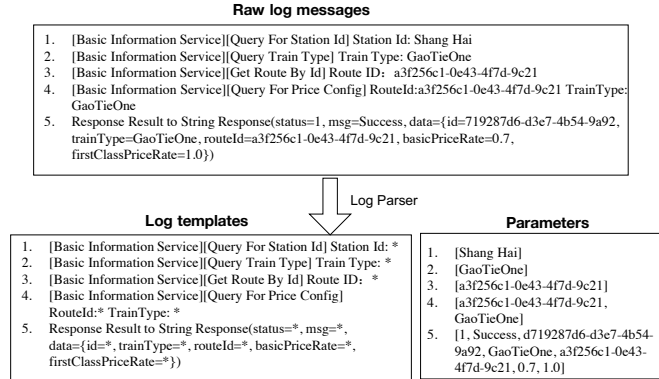 Raw log messages
1. [Basic Information Service][Query For Station Id] Station Id: Shang Hai
2. [Basic Information Service][Query Train Type] Train Type: GaoTieOne
3. [Basic Information Service][Get Route By Id] Route ID：a3f256c1-0e43-4f7d-9c21
4. [Basic Information Service][Query For Price Config] RouteId:a3f256c1-0e43-4f7d-9c21 TrainType:
GaoTieOne
5. Response Result to String Response(status=1, msg=Success, data={id=719287d6-d3e7-4b54-9a92,
trainType=GaoTieOne, routeId=a3f256c1-0e43-4f7d-9c21, basicPriceRate=0.7,
firstClassPriceRate=1.0})
Log Parser
Log templates
1. [Basic Information Service][Query For Station Id] Station Id: *
2. [Basic Information Service][Query Train Type] Train Type: *
3. [Basic Information Service][Get Route By Id] Route ID：*
4. [Basic Information Service][Query For Price Config]
RouteId:* TrainType: *
5. Response Result to String Response(status=*, msg=*,
data={id=*, trainType=*, routeId=*, basicPriceRate=*,
firstClassPriceRate=*})
Parameters
1. [Shang Hai]
2. [GaoTieOne]
3. [a3f256c1-0e43-4f7d-9c21]
4. [a3f256c1-0e43-4f7d-9c21,
GaoTieOne]
5. [1, Success, d719287d6-d3e7-4b54-
9a92, GaoTieOne, a3f256c1-0e43-
4f7d-9c21, 0.7, 1.0]